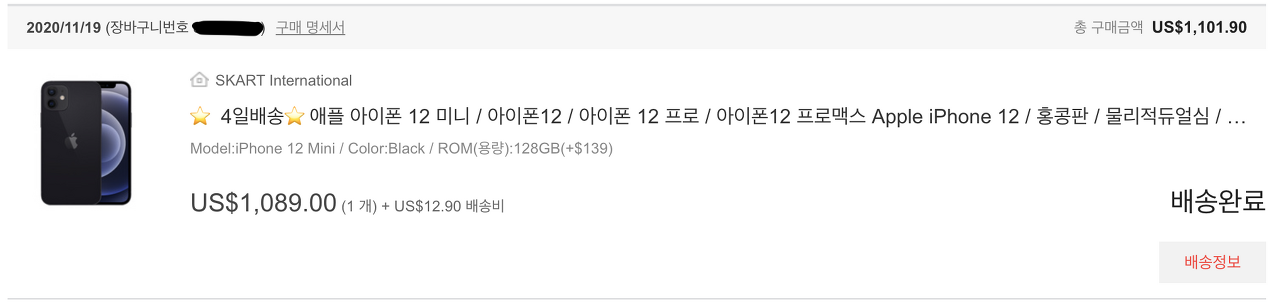 2020/11/19 (장바구니번호 ) 구매 명세서 총 구매금액 US$1,101.90
SKART International
⭐ 4일배송⭐ 애플 아이폰 12 미니 / 아이폰12 / 아이폰 12 프로 / 아이폰12 프로맥스 Apple iPhone 12 / 홍콩판 / 물리적듀얼심 / ...
Model:iPhone 12 Mini / Color:Black / ROM(용량):128GB(+$139)
US$1,089.00 (1 개) + US$12.90 배송비 배송완료
배송정보